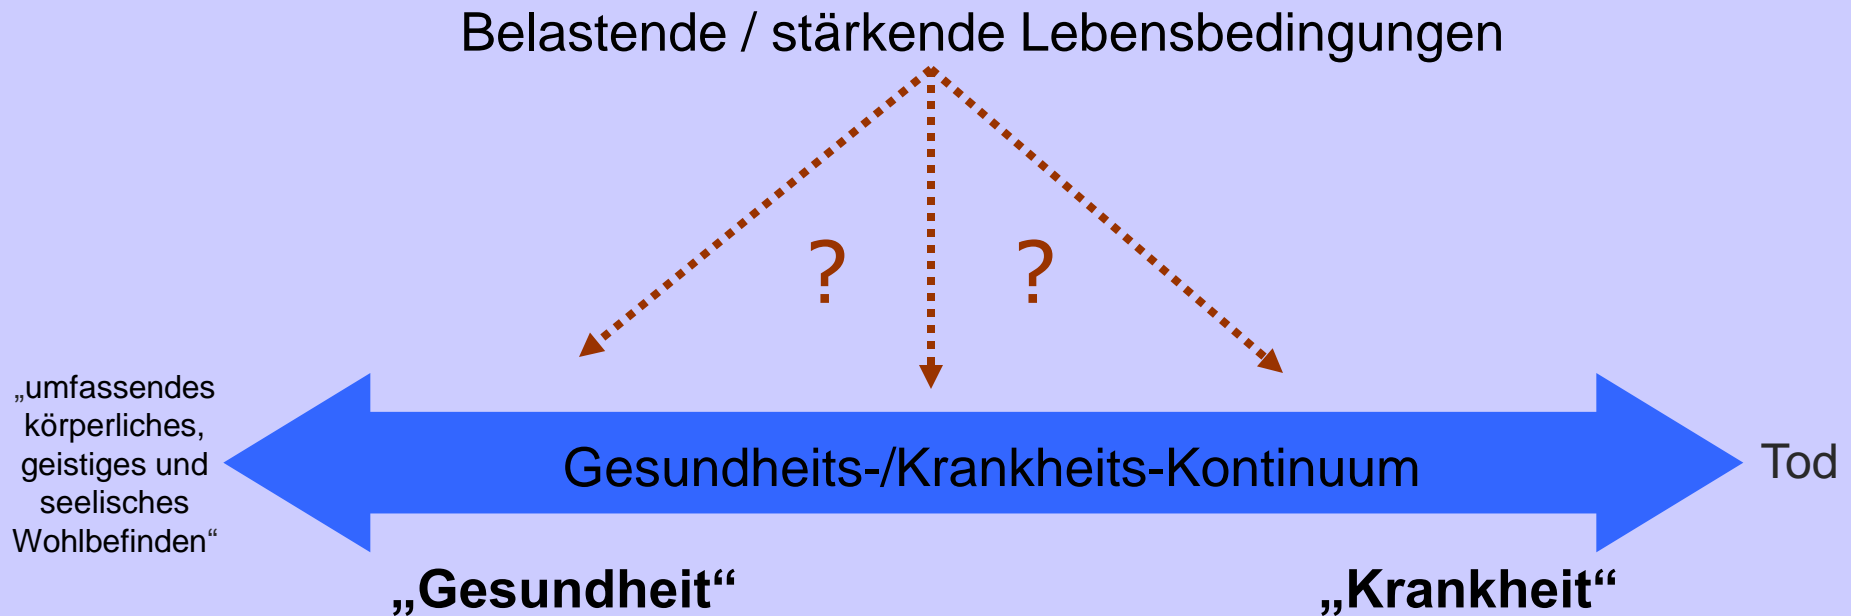 Belastende / stärkende Lebensbedingungen
? ?
„umfassendes
körperliches,
geistiges und
seelisches
Wohlbefinden“
Gesundheits-/Krankheits-Kontinuum
Tod
„Gesundheit“
„Krankheit“